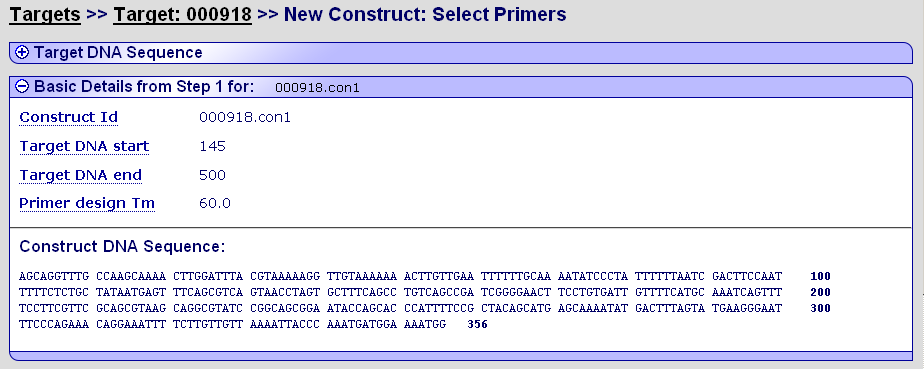 Targets >> Target: 000918 >> New Construct: Select Primers
Target DNA Sequence
Basic Details from Step 1 for: 000918.con1
Construct Id 000918.con1
Target DNA start 145
Target DNA end 500
Primer design Tm 60.0
Construct DNA Sequence:
AGCAGGTTTG CCAAGCAAAA CTTGGATTTA CGTAAAAAGG TTGTAAAAAA ACTTGTTGAA TTTTTTGCAA AATATCCCTA TTTTTTAATC GACTTCCAAT 100
TTTTCTCTGC TATAATGAGT TTCAGCGTCA GTAACCTAGT GCTTTCAGCC TGTCAGCCGA TCGGGGAACT TCCTGTGATT GTTTTCATGC AAATCAGTTT 200
TCCTTCGTTC GCAGCGTAAG CAGGCGTATC CGGCAGCGGA ATACCAGCAC CCATTTTCCG CTACAGCATG AGCAAAATAT GACTTTAGTA TGAAGGGAAT 300
TTCCCAGAAA CAGGAAATTT TCTTGTTGTT AAAATTACCC AAATGATGGA AAATGG 356